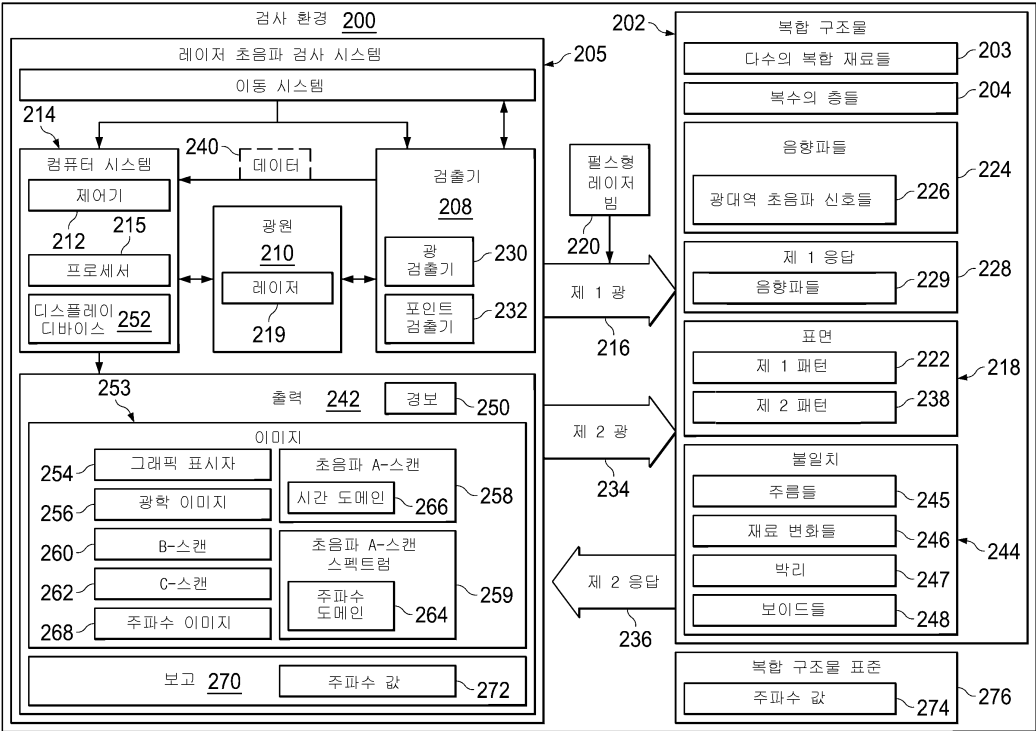 검사 환경 200
레이저 초음파 검사 시스템
205
이동 시스템
214
컴퓨터 시스템
제어기
212
215
프로세서
디스플레이
디바이스
252
240
데이터
광원
210
레이저
219
검출기
208
광
검출기
230
포인트
검출기
232
펄스형
레이저
빔
220
제 1 광
216
제 2 광
234
제 2 응답
236
253
출력 242
경보
250
이미지
254
그래픽 표시자
256
광학 이미지
260
B-스캔
262
C-스캔
268
주파수 이미지
초음파 A-스캔
시간 도메인
266
258
초음파 A-스캔
스펙트럼
주파수
도메인
264
259
보고 270
주파수 값
272
202
복합 구조물
다수의 복합 재료들
203
복수의 층들
204
음향파들
광대역 초음파 신호들
226
224
제 1 응답
음향파들
229
228
표면
제 1 패턴
222
제 2 패턴
238
218
불일치
주름들
245
재료 변화들
246
박리
247
보이드들
248
244
복합 구조물 표준
주파수 값
274
276